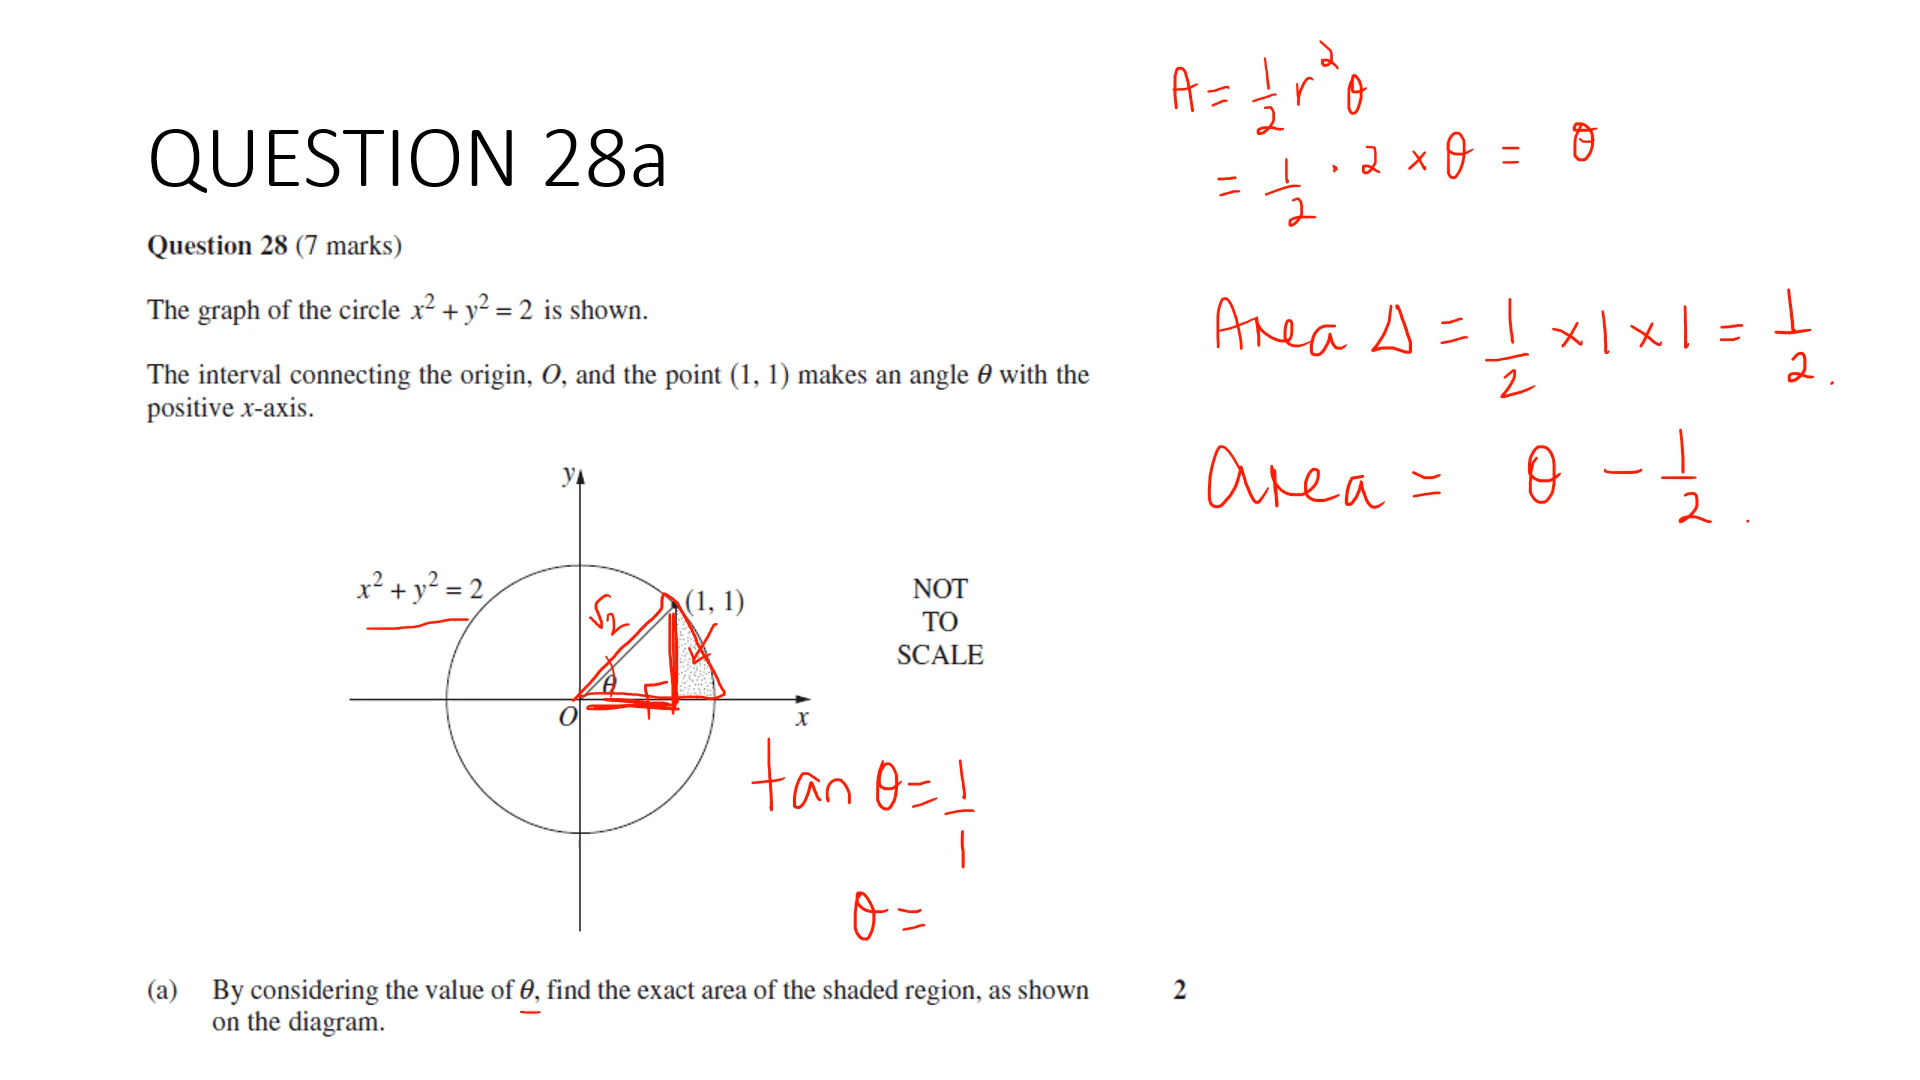 QUESTION 28a
Question 28 (7 marks)
The graph of the circle x² + y² = 2 is shown.
The interval connecting the origin, O, and the point (1, 1) makes an angle θ with the
positive x-axis.
y
x² + y² = 2
√2
(1, 1)
θ
O
x
NOT
TO
SCALE
tan θ = 1/1
θ =
(a) By considering the value of θ, find the exact area of the shaded region, as shown 2
on the diagram.
A = 1/2 r² θ
= 1/2 · 2 × θ = θ
Area Δ = 1/2 × 1 × 1 = 1/2.
Area = θ − 1/2.